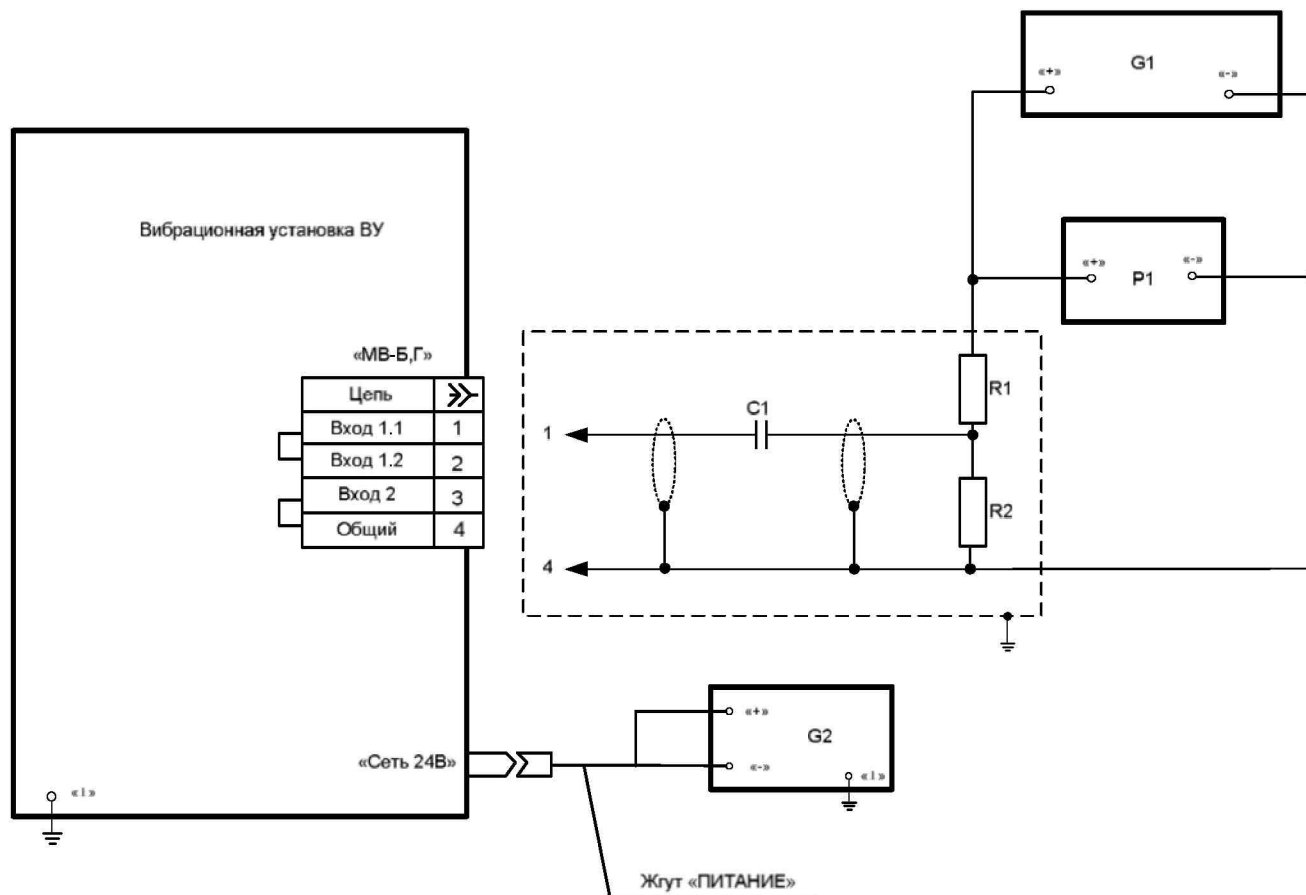 G1
«+»
«-»
Вибрационная установка ВУ
P1
«+»
«-»
«МВ-Б,Г»
Цепь
Вход 1.1 1
Вход 1.2 2
Вход 2 3
Общий 4
R1
C1
1
R2
4
«+»
G2
«-»
«Сеть 24В»
«⏊»
«⏊»
Жгут «ПИТАНИЕ»